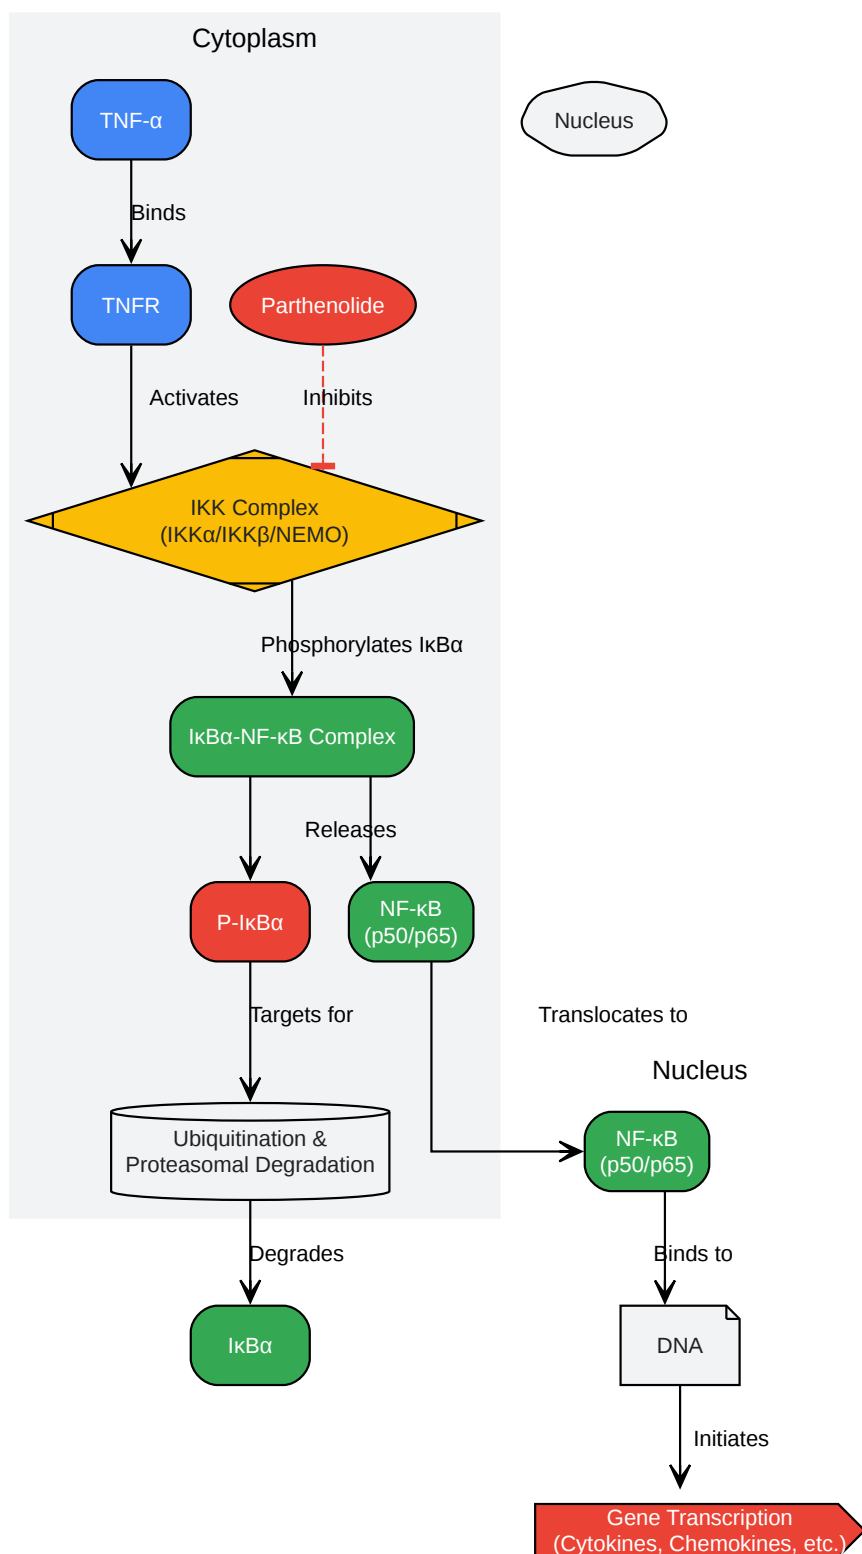 Cytoplasm
TNF-α
Nucleus
Binds
TNFR
Parthenolide
Activates
Inhibits
IKK Complex
(IKKα/IKKβ/NEMO)
Phosphorylates IκBα
IκBα-NF-κB Complex
Releases
P-IκBα
NF-κB
(p50/p65)
Targets for
Translocates to
Nucleus
Ubiquitination &
Proteasomal Degradation
NF-κB
(p50/p65)
Degrades
Binds to
IκBα
DNA
Initiates
Gene Transcription
(Cytokines, Chemokines, etc.)